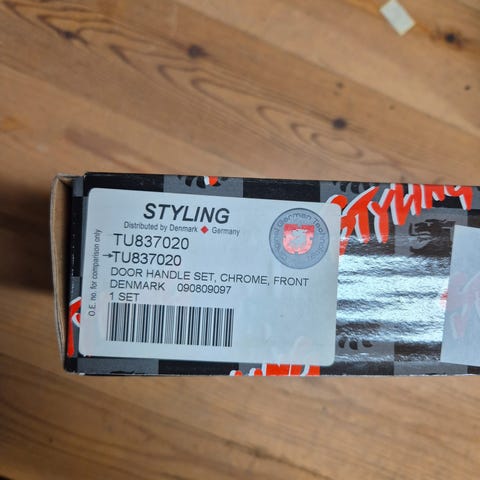 STYLING
Distributed by Denmark Germany
TU837020
→TU837020
DOOR HANDLE SET, CHROME, FRONT
DENMARK 090809097
1 SET
O.E. no. for comparison only
STYLING